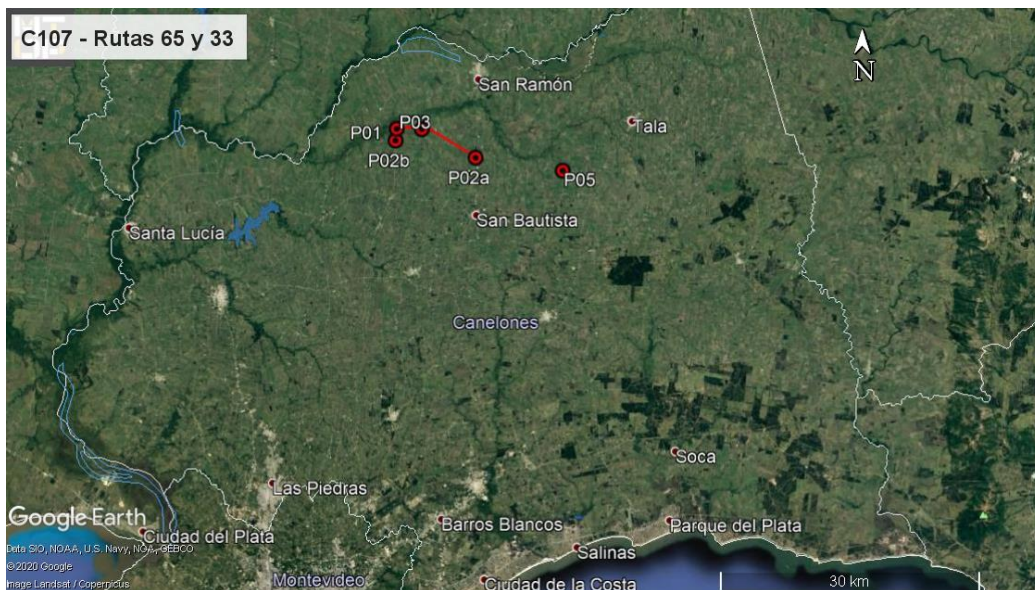 C107 - Rutas 65 y 33
N
San Ramón
P01
P03
Tala
P02b
P02a
P05
San Bautista
Santa Lucía
Canelones
Soca
Las Piedras
Google Earth
Barros Blancos
Parque del Plata
Ciudad del Plata
Data SIO, NOAA, U.S. Navy, NGA, GEBCO
Salinas
©2020 Google
Image Landsat / Copernicus
Montevideo
Ciudad de la Costa
30 km